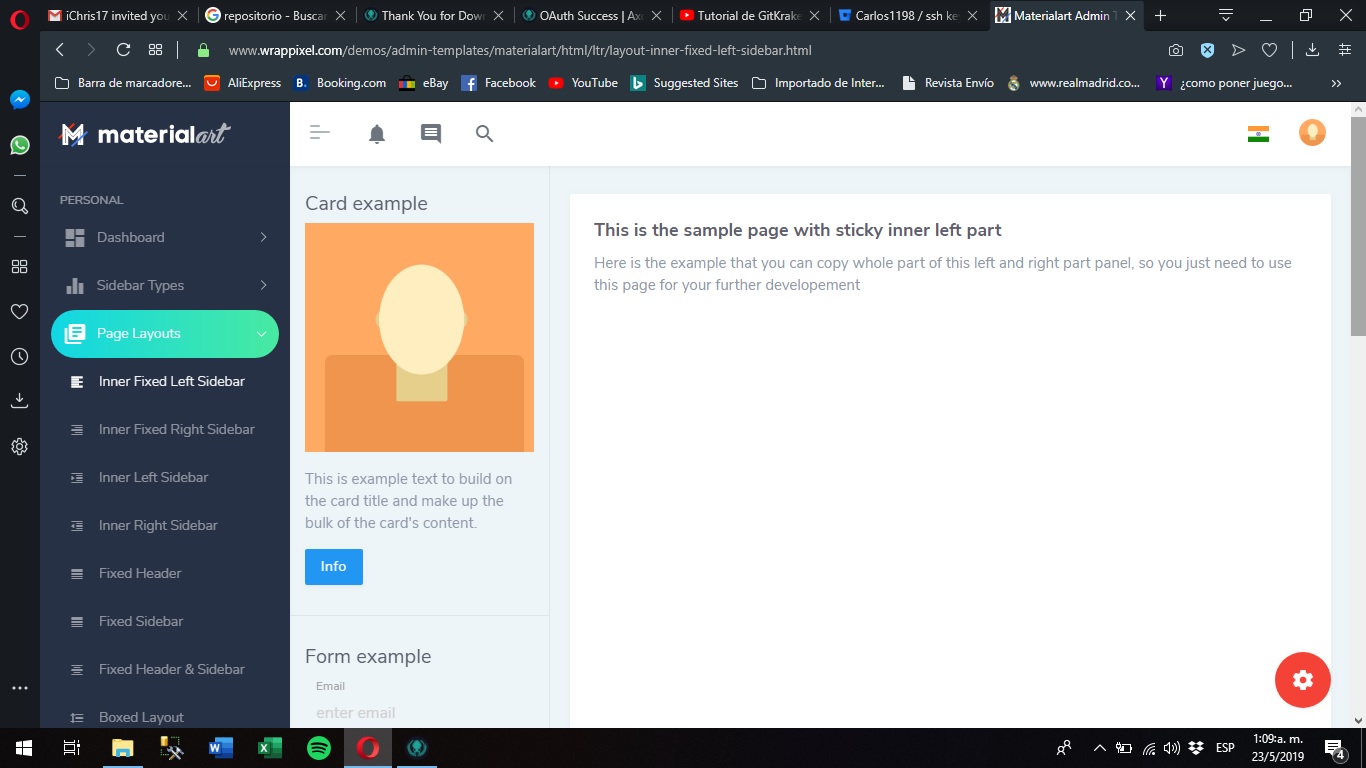 iChris17 invited you
repositorio - Buscar
Thank You for Dow
OAuth Success | Axo
Tutorial de GitKrake
Carlos1198 / ssh ke
Materialart Admin T
www.wrappixel.com/demos/admin-templates/materialart/html/ltr/layout-inner-fixed-left-sidebar.html
Barra de marcadore...
AliExpress
B. Booking.com
eBay
Facebook
YouTube
Suggested Sites
Importado de Inter...
Revista Envío
www.realmadrid.co...
Y ¿como poner juego...
materialart
PERSONAL
Dashboard
Sidebar Types
Page Layouts
Inner Fixed Left Sidebar
Inner Fixed Right Sidebar
Inner Left Sidebar
Inner Right Sidebar
Fixed Header
Fixed Sidebar
Fixed Header & Sidebar
Boxed Layout
Card example
This is example text to build on
the card title and make up the
bulk of the card's content.
Info
Form example
Email
enter email
This is the sample page with sticky inner left part
Here is the example that you can copy whole part of this left and right part panel, so you just need to use
this page for your further developement
ESP
1:09:a. m.
23/5/2019
4